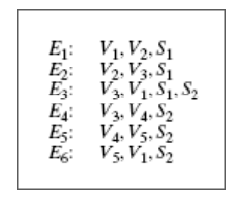 E₁: V₁, V₂, S₁
E₂: V₂, V₃, S₁
E₃: V₃, V₁, S₁, S₂
E₄: V₃, V₄, S₂
E₅: V₄, V₅, S₂
E₆: V₅, V₁, S₂